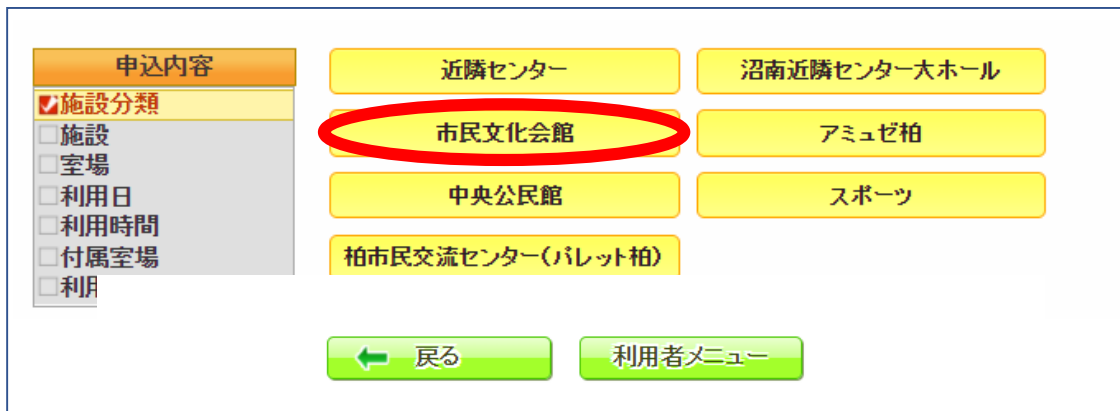 申込内容
施設分類
施設
室場
利用日
利用時間
付属室場
利用
近隣センター
沼南近隣センター大ホール
市民文化会館
アミュゼ柏
中央公民館
スポーツ
柏市民交流センター(パレット柏)
戻る
利用者メニュー